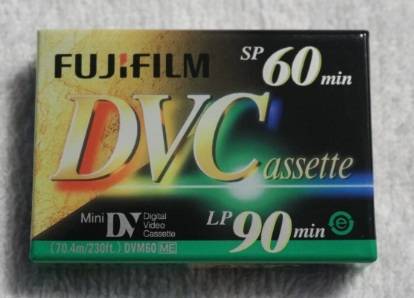 FUJIFILM
SP 60 min
DVCassette
Mini DV Digital Video Cassette
LP 90 min e
(70.4m/230ft.) DVM60 ME